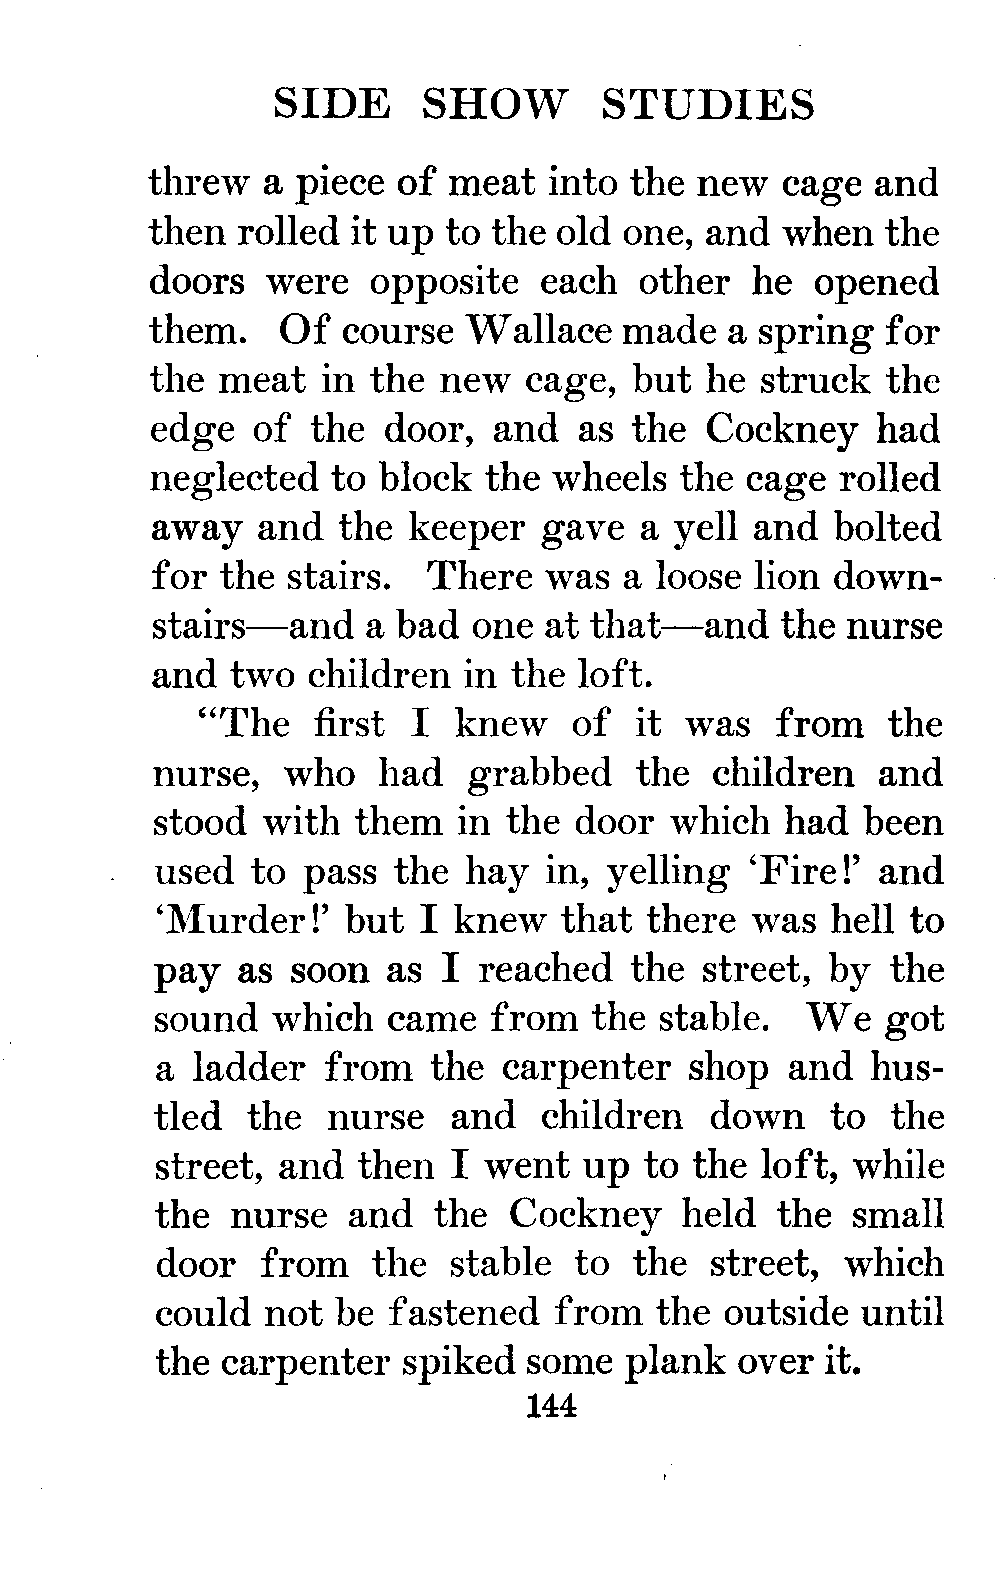 SIDE SHOW STUDIES
threw a piece of meat into the new cage and
then rolled it up to the old one, and when the
doors were opposite each other he opened
them. Of course Wallace made a spring for
the meat in the new cage, but he struck the
edge of the door, and as the Cockney had
neglected to block the wheels the cage rolled
away and the keeper gave a yell and bolted
for the stairs. There was a loose lion down-
stairs—and a bad one at that—and the nurse
and two children in the loft.
“The first I knew of it was from the
nurse, who had grabbed the children and
stood with them in the door which had been
used to pass the hay in, yelling ‘Fire!’ and
‘Murder!’ but I knew that there was hell to
pay as soon as I reached the street, by the
sound which came from the stable. We got
a ladder from the carpenter shop and hus-
tled the nurse and children down to the
street, and then I went up to the loft, while
the nurse and the Cockney held the small
door from the stable to the street, which
could not be fastened from the outside until
the carpenter spiked some plank over it.
144